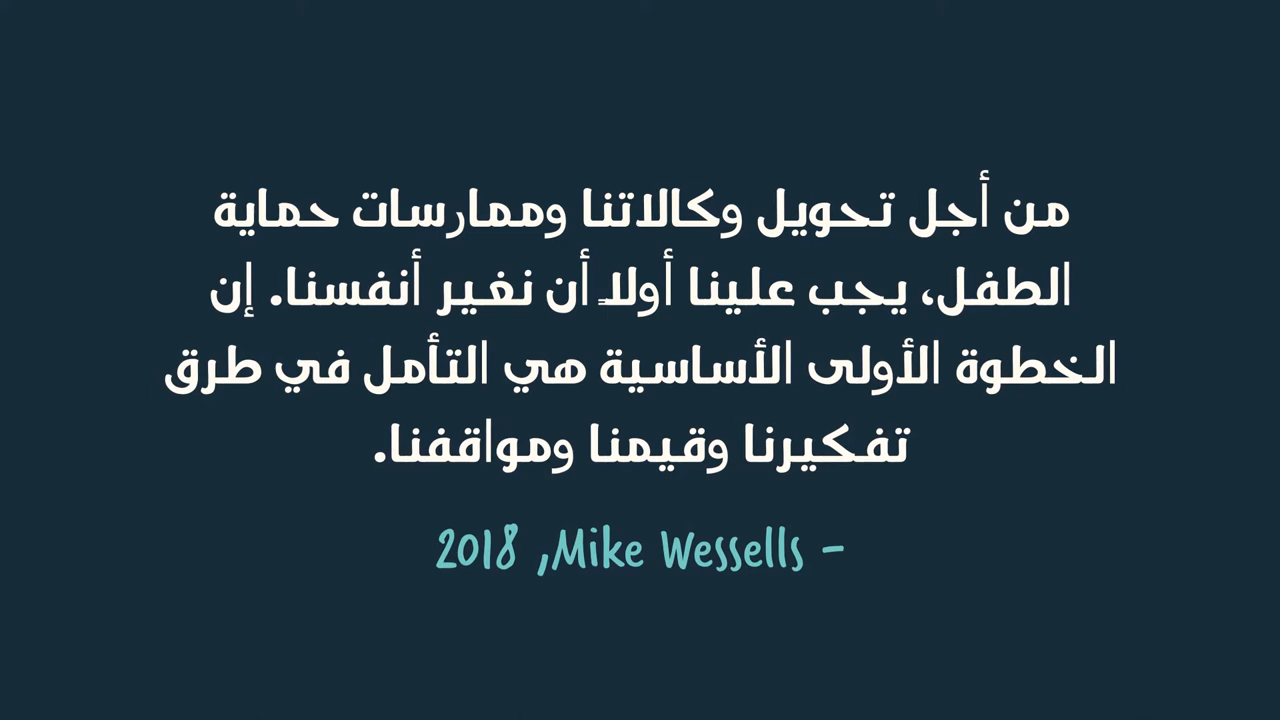 من أجل تحويل وكالاتنا وممارسات حماية
الطفل، يجب علينا أولاً أن نغير أنفسنا. إن
الخطوة الأولى الأساسية هي التأمل في طرق
تفكيرنا وقيمنا ومواقفنا.
- Mike Wessells, 2018